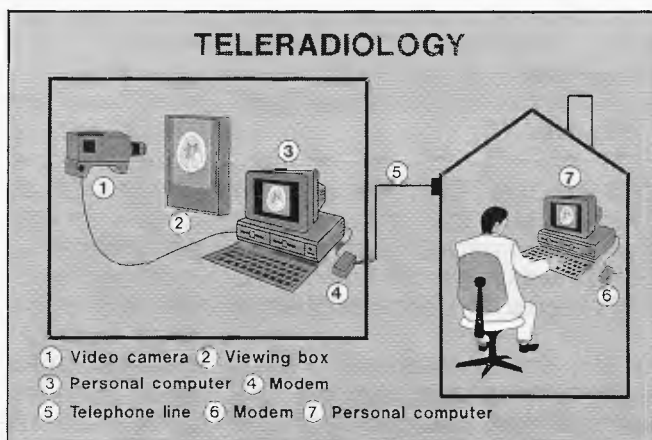 TELERADIOLOGY
1
2
3
4
5
7
6
1 Video camera 2 Viewing box
3 Personal computer 4 Modem
5 Telephone line 6 Modem 7 Personal computer